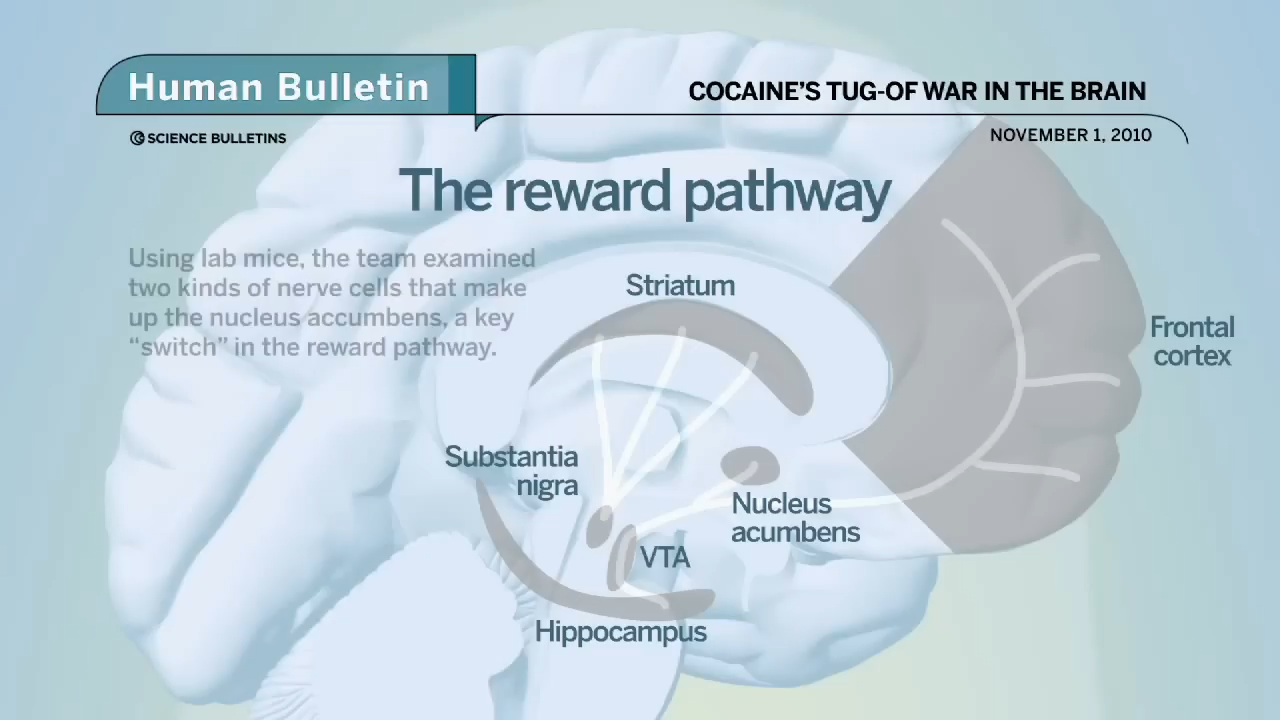 Human Bulletin
COCAINE'S TUG-OF WAR IN THE BRAIN
SCIENCE BULLETINS
NOVEMBER 1, 2010
The reward pathway
Using lab mice, the team examined
two kinds of nerve cells that make
up the nucleus accumbens, a key
“switch” in the reward pathway.
Striatum
Frontal
cortex
Substantia
nigra
Nucleus
acumbens
VTA
Hippocampus